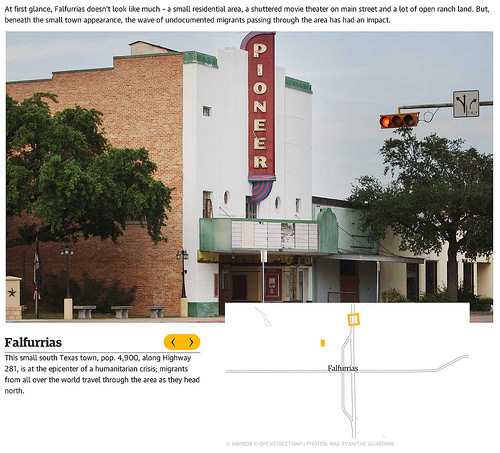 At first glance, Falfurrias doesn't look like much – a small residential area, a shuttered movie theater on main street and a lot of open ranch land. But,
beneath the small town appearance, the wave of undocumented migrants passing through the area has had an impact.
PIONEER
Falfurrias
This small south Texas town, pop. 4,900, along Highway
281, is at the epicenter of a humanitarian crisis; migrants
from all over the world travel through the area as they head
north.
Falfurrias
© MAPBOX © OPENSTREETMAP | PHOTOS: MAE RYAN/THE GUARDIAN